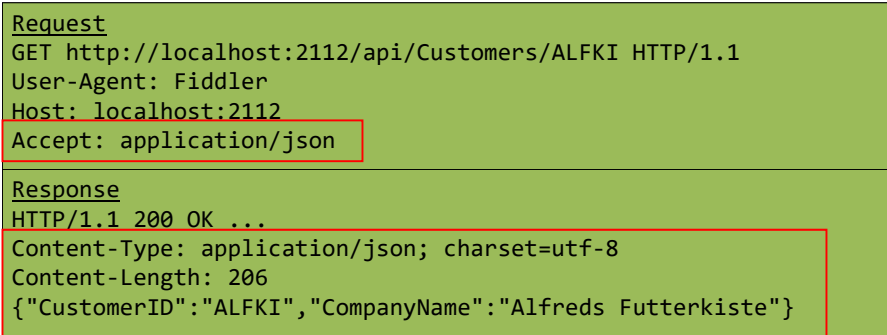 Request
GET http://localhost:2112/api/Customers/ALFKI HTTP/1.1
User-Agent: Fiddler
Host: localhost:2112
Accept: application/json
Response
HTTP/1.1 200 OK ...
Content-Type: application/json; charset=utf-8
Content-Length: 206
{"CustomerID":"ALFKI","CompanyName":"Alfreds Futterkiste"}